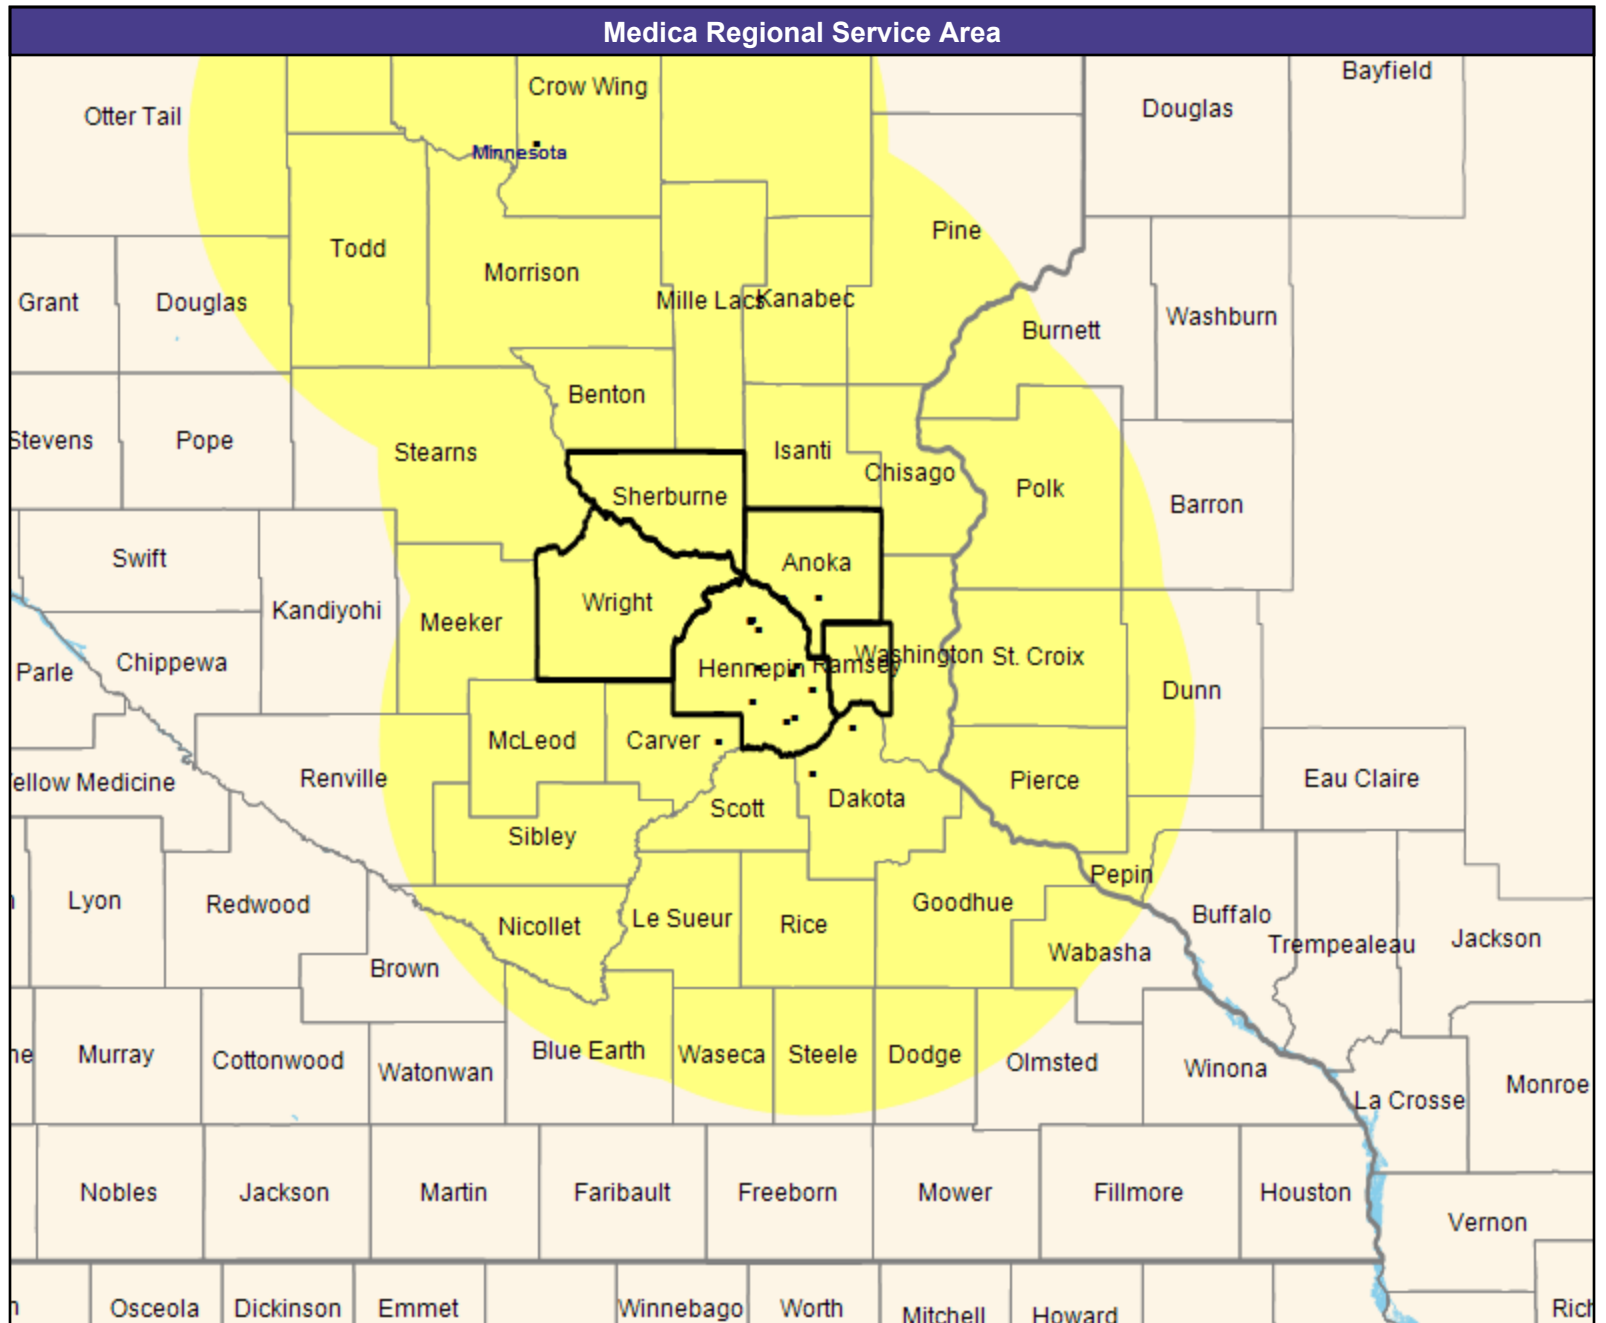 Medica Regional Service Area
Bayfield
Crow Wing
Otter Tail
Douglas
Minnesota
Pine
Todd
Morrison
Grant
Douglas
Mille Lacs
Kanabec
Washburn
Burnett
Benton
Stevens
Pope
Stearns
Isanti
Chisago
Polk
Sherburne
Barron
Swift
Anoka
Wright
Kandiyohi
Meeker
Washington
St. Croix
Parle
Chippewa
Hennepin
Ramsey
Dunn
McLeod
Carver
Renville
Pierce
Eau Claire
ellow Medicine
Dakota
Scott
Sibley
Pepin
Lyon
Redwood
Goodhue
Buffalo
Le Sueur
Rice
Nicollet
Trempealeau
Jackson
Wabasha
Brown
ne
Murray
Cottonwood
Blue Earth
Waseca
Steele
Dodge
Olmsted
Winona
Watonwan
Monroe
La Crosse
Nobles
Jackson
Martin
Faribault
Freeborn
Mower
Fillmore
Houston
Vernon
Osceola
Dickinson
Emmet
Winnebago
Worth
Mitchell
Howard
Rich